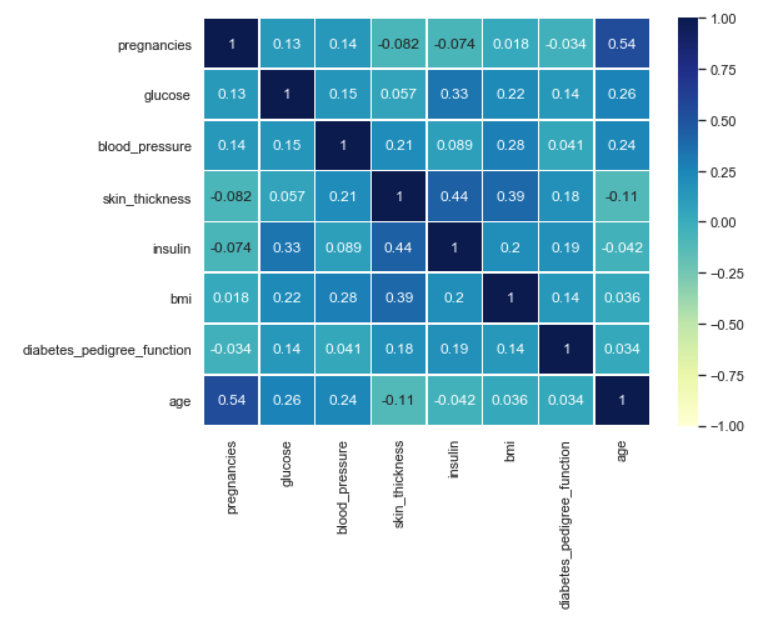 pregnancies 1 0.13 0.14 -0.082 -0.074 0.018 -0.034 0.54
glucose 0.13 1 0.15 0.057 0.33 0.22 0.14 0.26
blood_pressure 0.14 0.15 1 0.21 0.089 0.28 0.041 0.24
skin_thickness -0.082 0.057 0.21 1 0.44 0.39 0.18 -0.11
insulin -0.074 0.33 0.089 0.44 1 0.2 0.19 -0.042
bmi 0.018 0.22 0.28 0.39 0.2 1 0.14 0.036
diabetes_pedigree_function -0.034 0.14 0.041 0.18 0.19 0.14 1 0.034
age 0.54 0.26 0.24 -0.11 -0.042 0.036 0.034 1
pregnancies
glucose
blood_pressure
skin_thickness
insulin
bmi
diabetes_pedigree_function
age
1.00
0.75
0.50
0.25
0.00
−0.25
−0.50
−0.75
−1.00